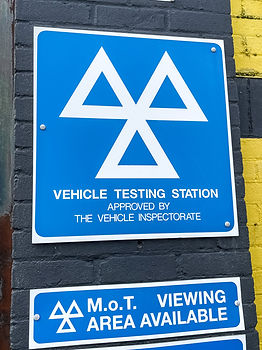 VEHICLE TESTING STATION
APPROVED BY
THE VEHICLE INSPECTORATE
M.o.T. VIEWING
AREA AVAILABLE